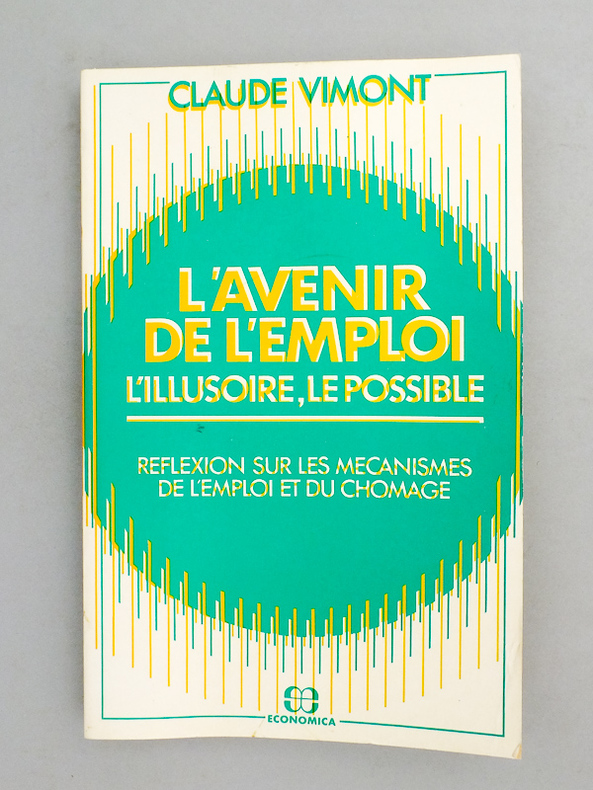 CLAUDE VIMONT
L'AVENIR
DE L'EMPLOI
L'ILLUSOIRE, LE POSSIBLE
REFLEXION SUR LES MECANISMES
DE L'EMPLOI ET DU CHOMAGE
ECONOMICA